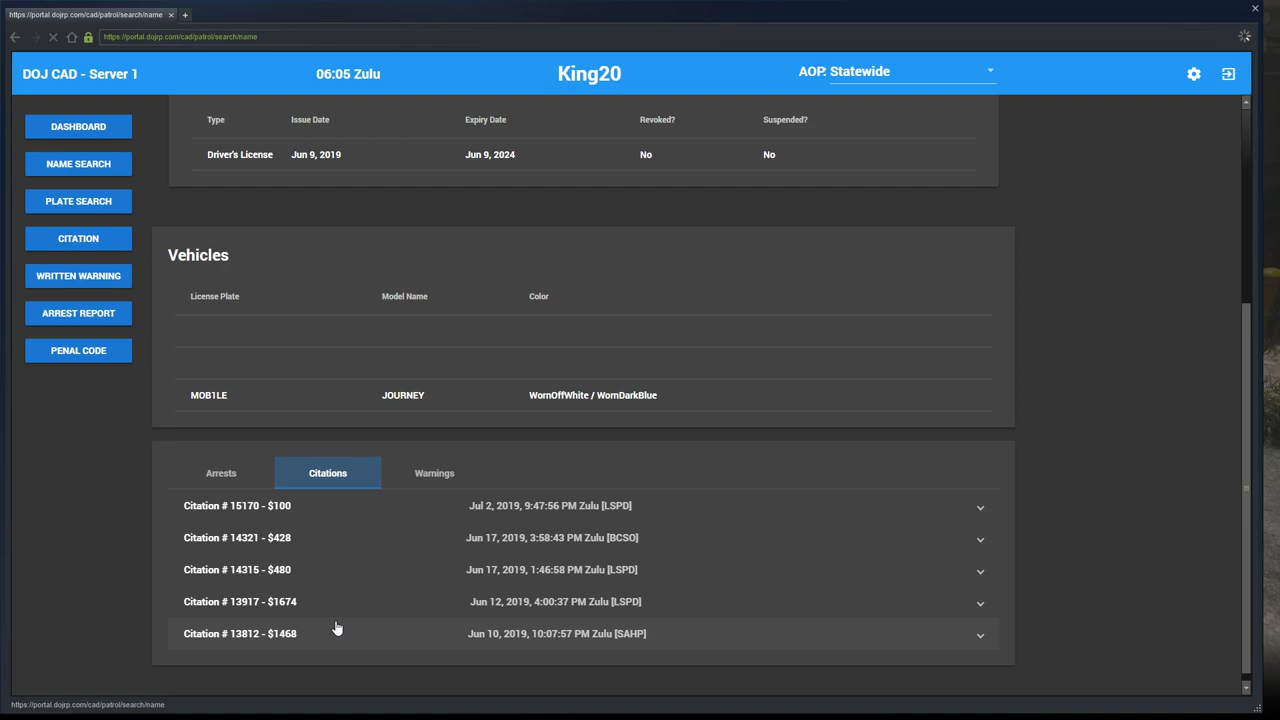 https://portal.dojrp.com/cad/patrol/search/name
https://portal.dojrp.com/cad/patrol/search/name
DOJ CAD - Server 1 06:05 Zulu King20 AOP: Statewide
DASHBOARD
NAME SEARCH
PLATE SEARCH
CITATION
WRITTEN WARNING
ARREST REPORT
PENAL CODE
Type Issue Date Expiry Date Revoked? Suspended?
Driver's License Jun 9, 2019 Jun 9, 2024 No No
Vehicles
License Plate Model Name Color
MOB1LE JOURNEY WornOffWhite / WornDarkBlue
Arrests Citations Warnings
Citation # 15170 - $100 Jul 2, 2019, 9:47:56 PM Zulu [LSPD]
Citation # 14321 - $428 Jun 17, 2019, 3:58:43 PM Zulu [BCSO]
Citation # 14315 - $480 Jun 17, 2019, 1:46:58 PM Zulu [LSPD]
Citation # 13917 - $1674 Jun 12, 2019, 4:00:37 PM Zulu [LSPD]
Citation # 13812 - $1468 Jun 10, 2019, 10:07:57 PM Zulu [SAHP]
https://portal.dojrp.com/cad/patrol/search/name